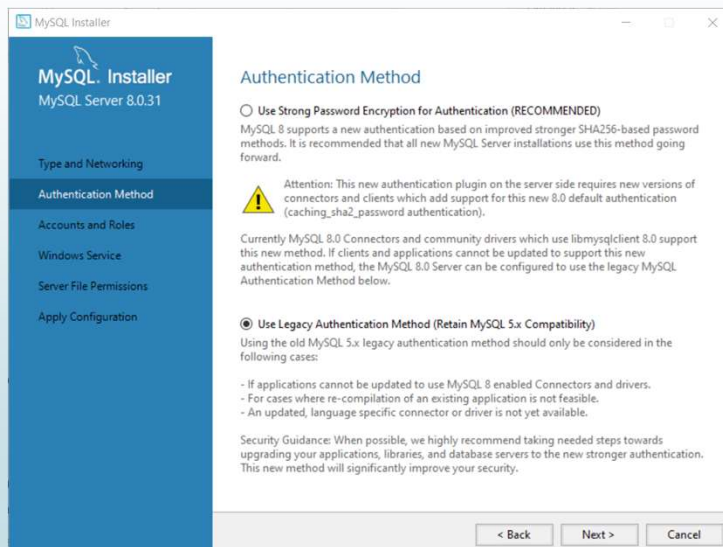 MySQL Installer
MySQL. Installer
MySQL Server 8.0.31
Type and Networking
Authentication Method
Accounts and Roles
Windows Service
Server File Permissions
Apply Configuration
Authentication Method
Use Strong Password Encryption for Authentication (RECOMMENDED)
MySQL 8 supports a new authentication based on improved stronger SHA256-based password
methods. It is recommended that all new MySQL Server installations use this method going
forward.
Attention: This new authentication plugin on the server side requires new versions of
connectors and clients which add support for this new 8.0 default authentication
(caching_sha2_password authentication).
Currently MySQL 8.0 Connectors and community drivers which use libmysqlclient 8.0 support
this new method. If clients and applications cannot be updated to support this new
authentication method, the MySQL 8.0 Server can be configured to use the legacy MySQL
Authentication Method below.
Use Legacy Authentication Method (Retain MySQL 5.x Compatibility)
Using the old MySQL 5.x legacy authentication method should only be considered in the
following cases:
- If applications cannot be updated to use MySQL 8 enabled Connectors and drivers.
- For cases where re-compilation of an existing application is not feasible.
- An updated, language specific connector or driver is not yet available.
Security Guidance: When possible, we highly recommend taking needed steps towards
upgrading your applications, libraries, and database servers to the new stronger authentication.
This new method will significantly improve your security.
< Back
Next >
Cancel